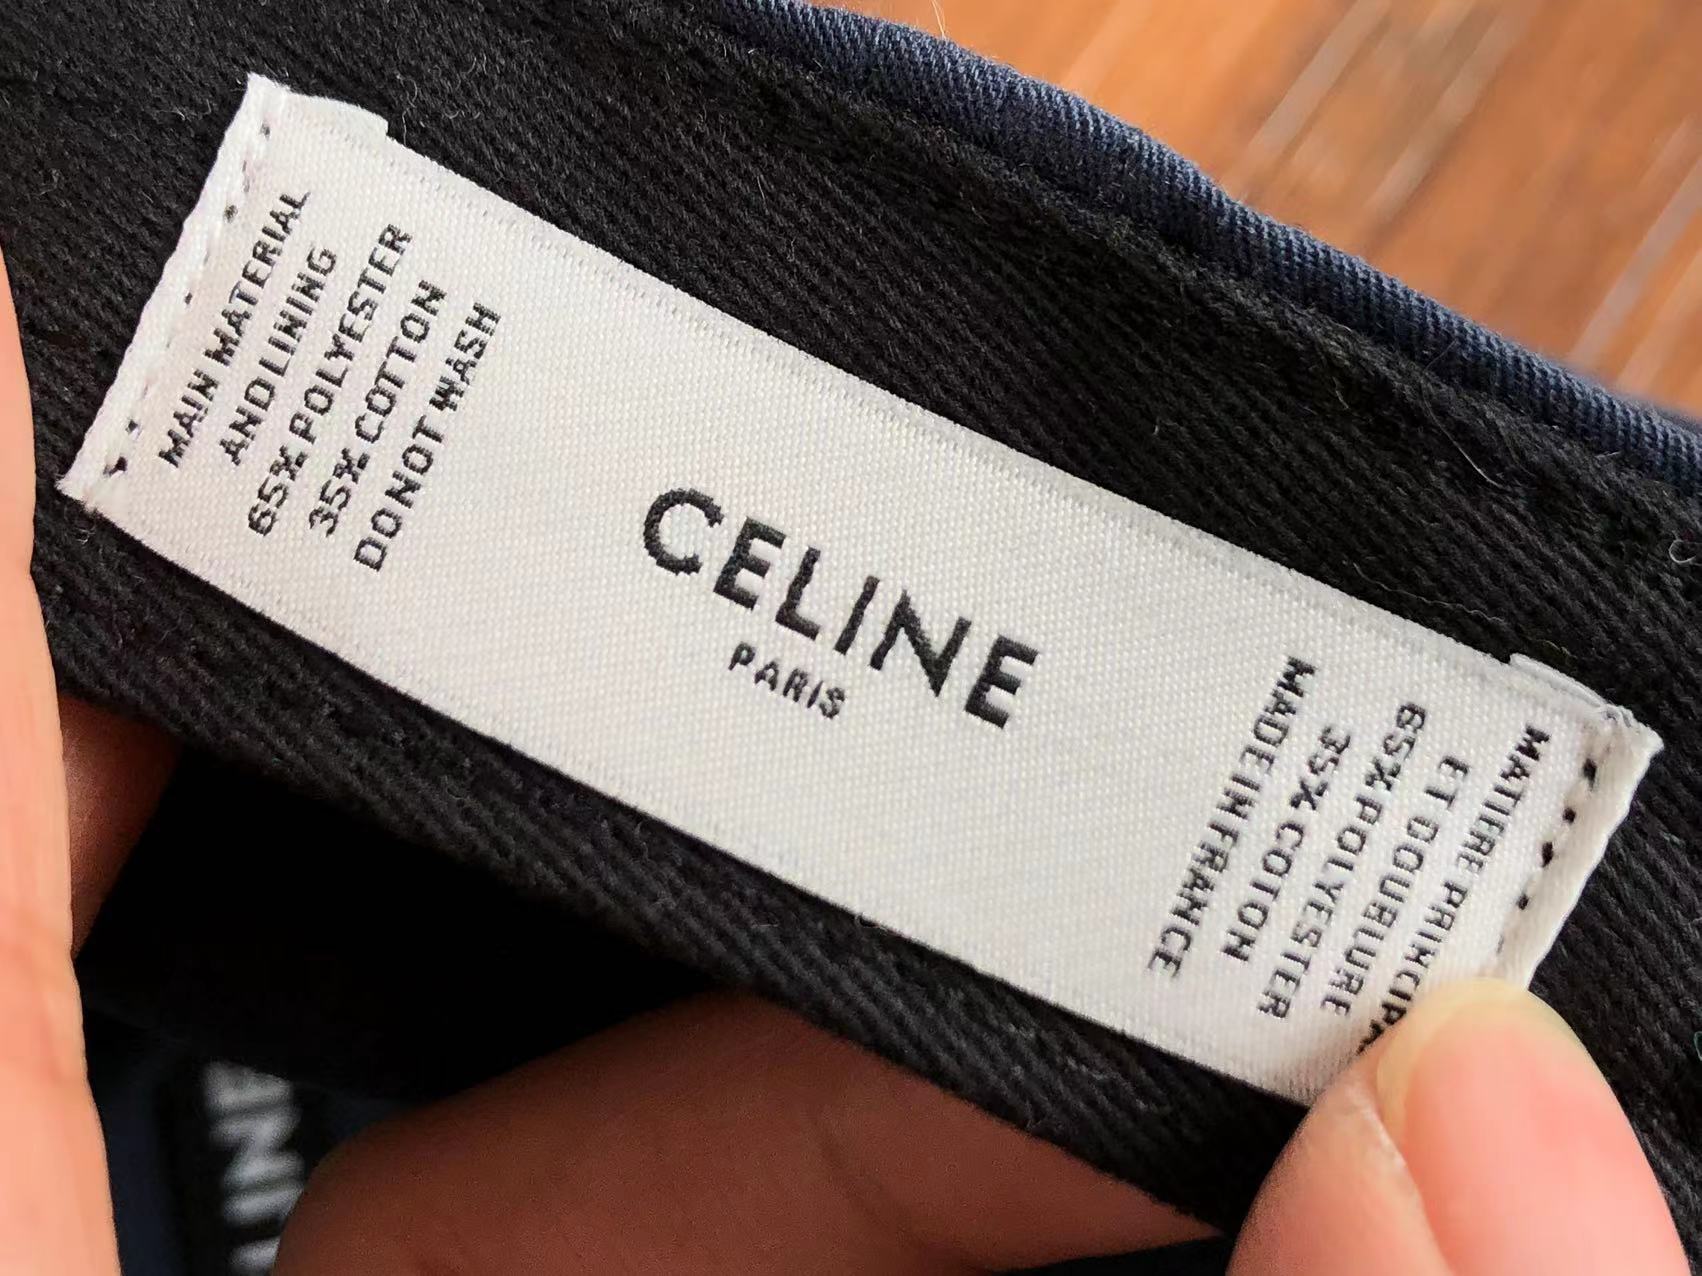 MAIN MATERIAL
AND LINING
65% POLYESTER
35% COTTON
DO NOT WASH
CELINE
PARIS
MATIERE
ET DOUBLURE
65% POLYESTER
35% COTON
MADE IN FRANCE